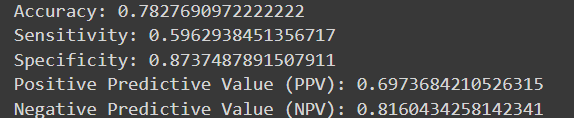 Accuracy: 0.7827690972222222
Sensitivity: 0.5962938451356717
Specificity: 0.8737487891507911
Positive Predictive Value (PPV): 0.6973684210526315
Negative Predictive Value (NPV): 0.8160434258142341